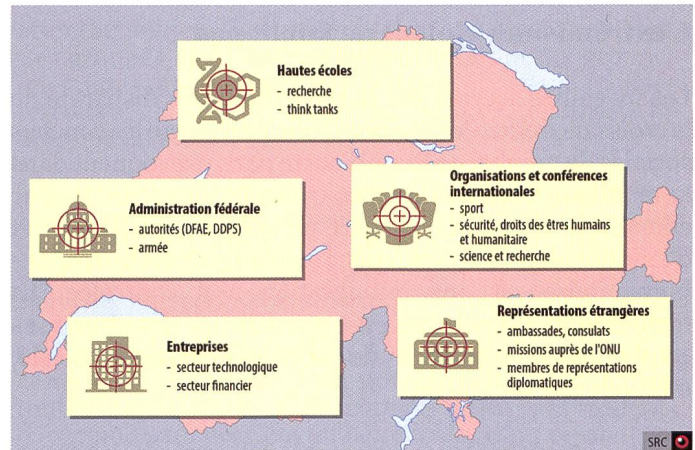 Hautes écoles
- recherche
- think tanks
Organisations et conférences
internationales
- sport
- sécurité, droits des êtres humains
et humanitaire
- science et recherche
Administration fédérale
- autorités (DFAE, DDPS)
- armée
Représentations étrangères
- ambassades, consulats
- missions auprès de l'ONU
- membres de représentations
diplomatiques
Entreprises
- secteur technologique
- secteur financier
SRC